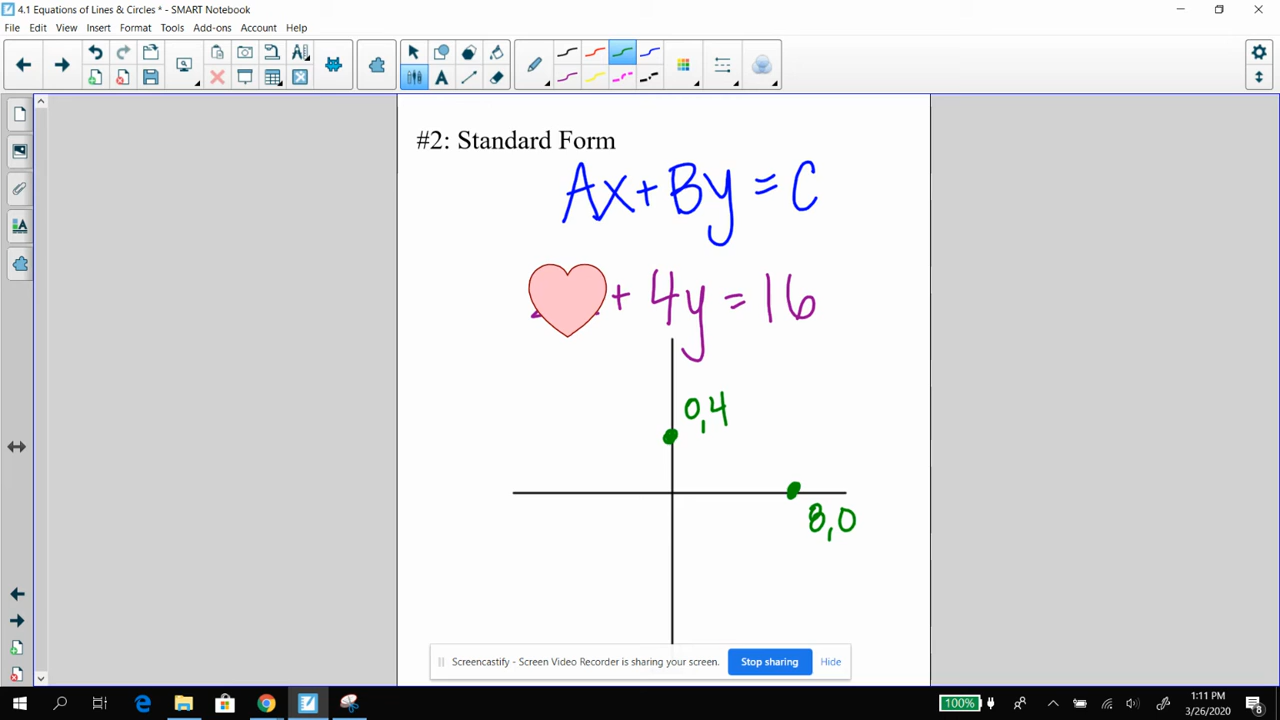 4.1 Equations of Lines & Circles * - SMART Notebook
File Edit View Insert Format Tools Add-ons Account Help
#2: Standard Form
Ax+By=C
+ 4y = 16
0,4
8,0
Screencastify - Screen Video Recorder is sharing your screen. Stop sharing Hide
100%
1:11 PM
3/26/2020
8